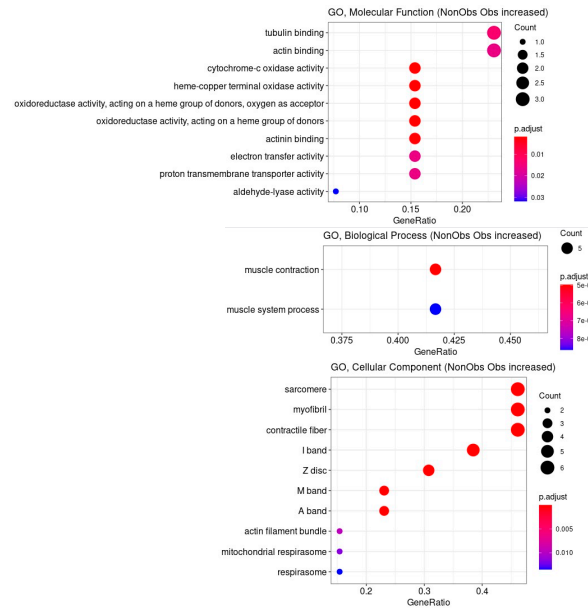 GO, Molecular Function (NonObs Obs increased)
tubulin binding
actin binding
cytochrome-c oxidase activity
heme-copper terminal oxidase activity
oxidoreductase activity, acting on a heme group of donors, oxygen as acceptor
oxidoreductase activity, acting on a heme group of donors
actinin binding
electron transfer activity
proton transmembrane transporter activity
aldehyde-lyase activity
0.10 0.15 0.20
GeneRatio
Count
1.0
1.5
2.0
2.5
3.0
p.adjust
0.01
0.02
0.03
GO, Biological Process (NonObs Obs increased)
muscle contraction
muscle system process
0.375 0.400 0.425 0.450
GeneRatio
Count
5
p.adjust
5e-
6e-
7e-
8e-
GO, Cellular Component (NonObs Obs increased)
sarcomere
myofibril
contractile fiber
I band
Z disc
M band
A band
actin filament bundle
mitochondrial respirasome
respirasome
0.2 0.3 0.4
GeneRatio
Count
2
3
4
5
6
p.adjust
0.005
0.010